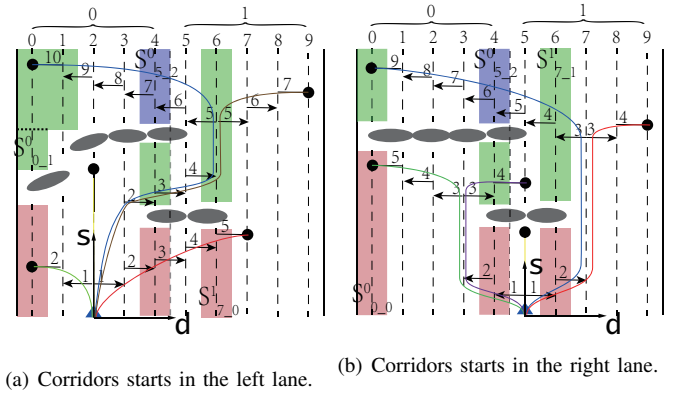 0 1
0 1 2 3 4 5 6 7 8 9
10 9 8 7 6 5 5 6 7
S^0_5_2
S^0_0_1
4
3
2
5
4
3
2
2 1 1
S
S^1_7_0
d
(a) Corridors starts in the left lane.
0 1
0 1 2 3 4 5 6 7 8 9
9 8 7 6 5 4 3 3 4
S^0_5_2
S^1_7_1
5 4 3 3 4
2 1 1 2
S
S^0_0_0
d
(b) Corridors starts in the right lane.